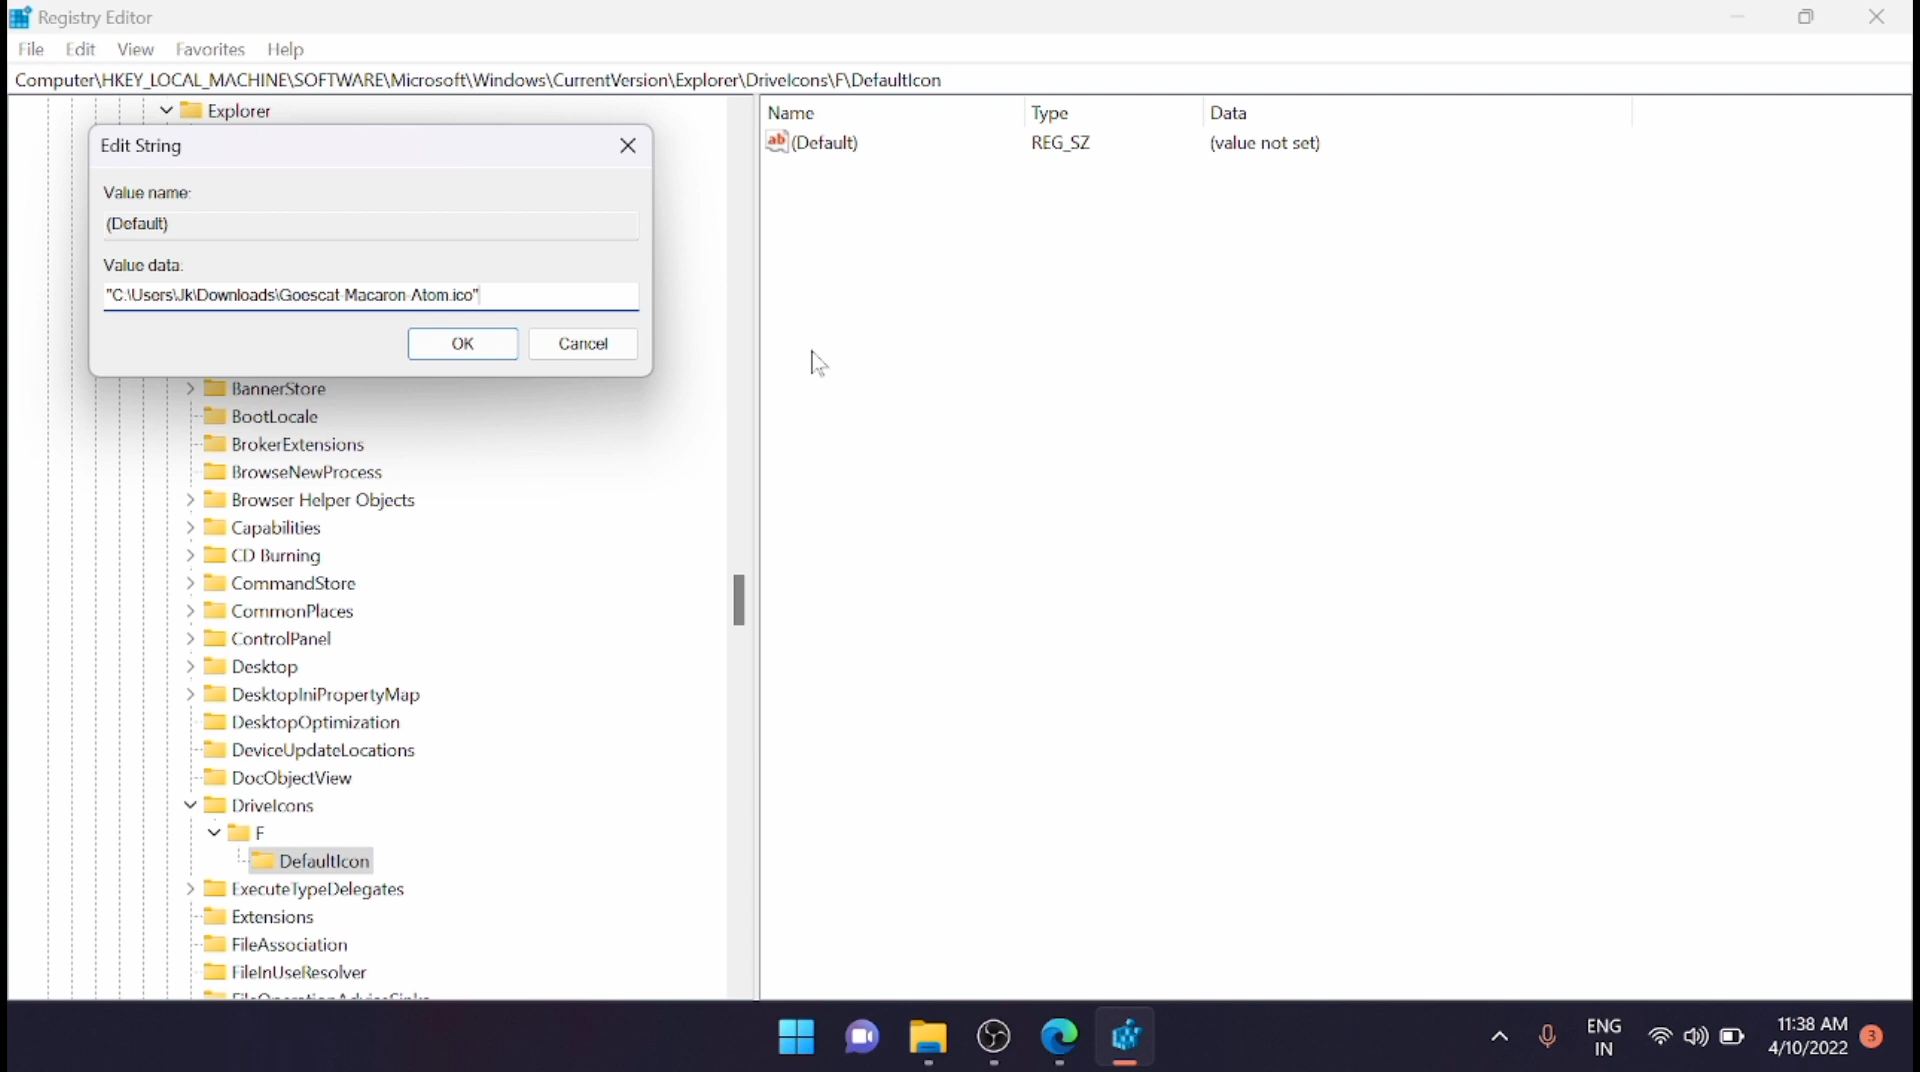 Registry Editor
File Edit View Favorites Help
Computer\HKEY_LOCAL_MACHINE\SOFTWARE\Microsoft\Windows\CurrentVersion\Explorer\DriveIcons\F\DefaultIcon
Explorer
Edit String
Value name:
(Default)
Value data:
"C:\Users\Jk\Downloads\Goescat-Macaron-Atom.ico"
OK Cancel
BannerStore
BootLocale
BrokerExtensions
BrowseNewProcess
Browser Helper Objects
Capabilities
CD Burning
CommandStore
CommonPlaces
ControlPanel
Desktop
DesktopIniPropertyMap
DesktopOptimization
DeviceUpdateLocations
DocObjectView
DriveIcons
F
DefaultIcon
ExecuteTypeDelegates
Extensions
FileAssociation
FileInUseResolver
Name Type Data
ab (Default) REG_SZ (value not set)
ENG
IN
11:38 AM
4/10/2022
3